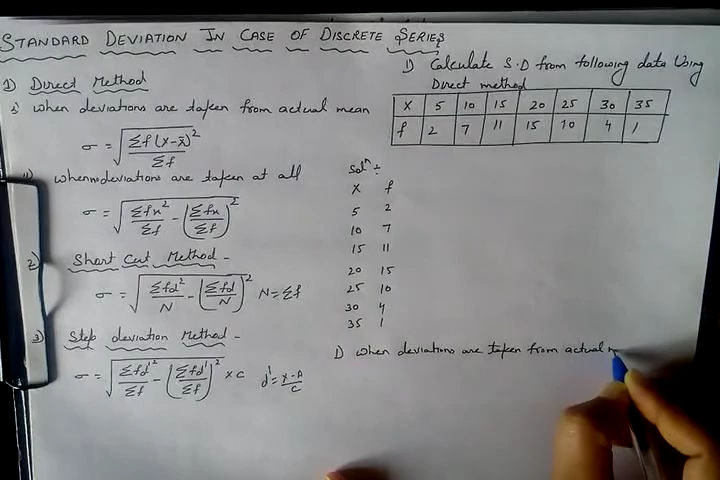 STANDARD DEVIATION IN CASE OF DISCRETE SERIES
1) Direct Method
i) when deviations are taken from actual mean
σ = √(Σf(x-x̄)²/Σf)
ii) when no deviations are taken at all
σ = √(Σfx²/Σf - (Σfx/Σf)²)
2) Short Cut Method -
σ = √(Σfd²/N - (Σfd/N)²) N=Σf
3) Step deviation Method -
σ = √(Σfd'²/Σf - (Σfd'/Σf)²) × C d' = x-A/C
1) Calculate S.D from following data Using
Direct method
X 5 10 15 20 25 30 35
f 2 7 11 15 10 4 1
Solⁿ ÷
X f
5 2
10 7
15 11
20 15
25 10
30 4
35 1
1) when deviations are taken from actual m